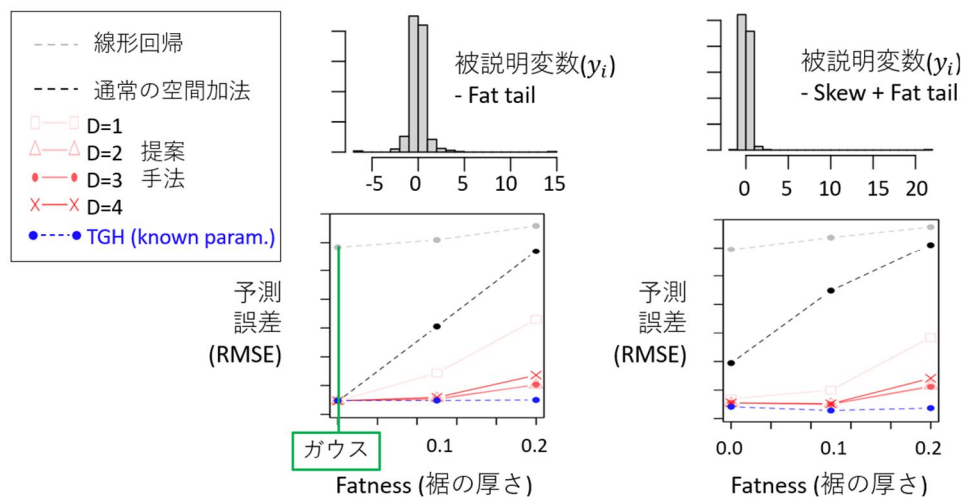 線形回帰
通常の空間加法
D=1
D=2 提案
D=3 手法
D=4
TGH (known param.)
被説明変数(yᵢ)
- Fat tail
-5 0 5 10 15
被説明変数(yᵢ)
- Skew + Fat tail
0 5 10 15 20
予測
誤差
(RMSE)
ガウス
0.1 0.2
Fatness (裾の厚さ)
予測
誤差
(RMSE)
0.0 0.1 0.2
Fatness (裾の厚さ)